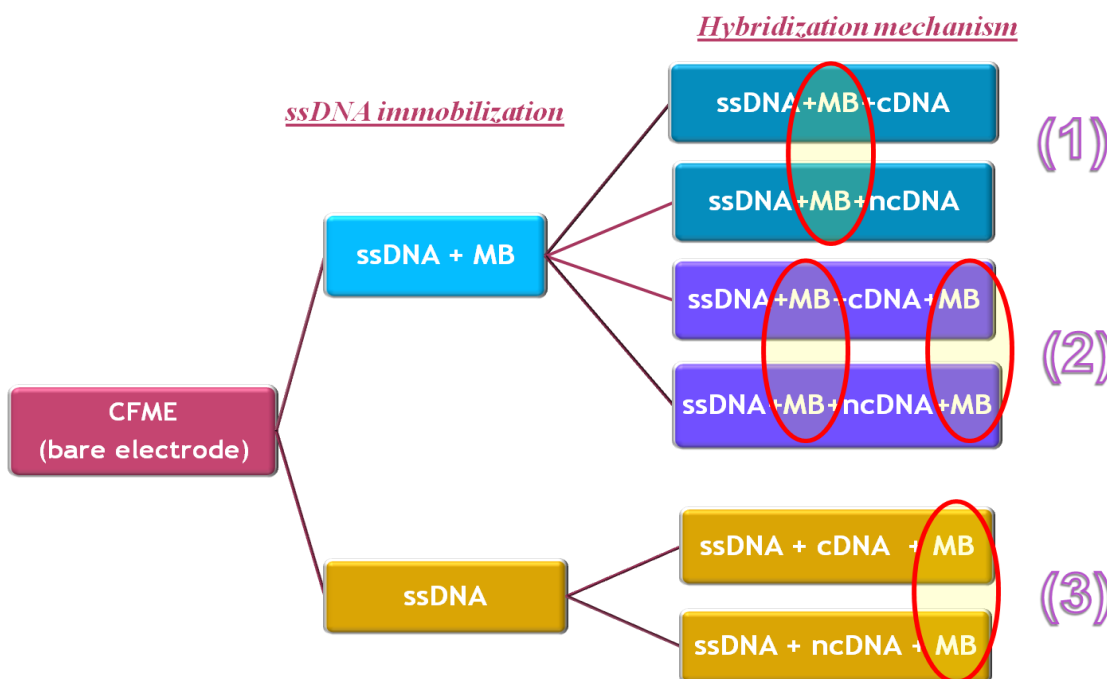 Hybridization mechanism
ssDNA immobilization
ssDNA+MB+cDNA
(1)
ssDNA+MB+ncDNA
ssDNA + MB
ssDNA+MB+cDNA+MB
(2)
ssDNA+MB+ncDNA+MB
CFME
(bare electrode)
ssDNA + cDNA + MB
ssDNA
(3)
ssDNA + ncDNA + MB